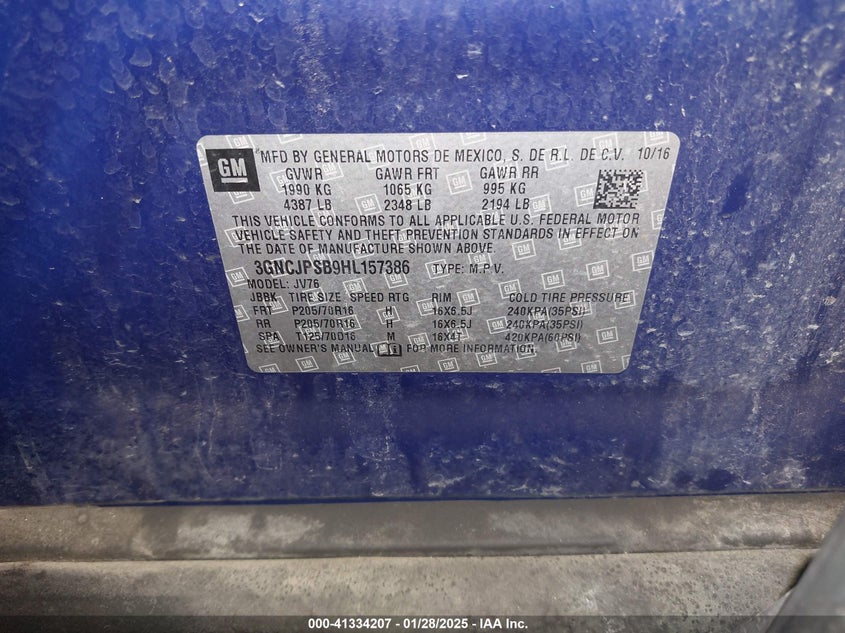 GM MFD BY GENERAL MOTORS DE MEXICO, S. DE R.L. DE C.V. 10/16
GVWR GAWR FRT GAWR RR
1990 KG 1065 KG 995 KG
4387 LB 2348 LB 2194 LB
THIS VEHICLE CONFORMS TO ALL APPLICABLE U.S. FEDERAL MOTOR
VEHICLE SAFETY AND THEFT PREVENTION STANDARDS IN EFFECT ON
THE DATE OF MANUFACTURE SHOWN ABOVE.
3GNCJPSB9HL157386 TYPE: M.P.V.
MODEL: JV76
JBBK TIRE SIZE SPEED RTG RIM COLD TIRE PRESSURE
FRT P205/70R16 H 16X6.5J 240KPA(35PSI)
RR P205/70R16 H 16X6.5J 240KPA(35PSI)
SPA T125/70D16 M 16X4T 420KPA(60PSI)
SEE OWNER'S MANUAL FOR MORE INFORMATION.
000-41334207 - 01/28/2025 - IAA Inc.